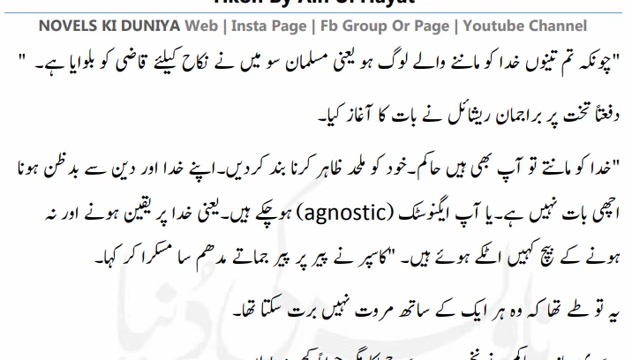 NOVELS KI DUNIYA Web | Insta Page | Fb Group Or Page | Youtube Channel
"چونکہ تم تینوں خدا کو ماننے والے لوگ ہو یعنی مسلمان سو میں نے نکاح کیلئے قاضی کو بلوایا ہے۔ "
دفعتاً تخت پر براجمان ریشائل نے بات کا آغاز کیا۔
"خدا کو مانتے تو آپ بھی ہیں حاکم۔خود کو ملحد ظاہر کرنا بند کردیں۔اپنے خدا اور دین سے بدظن ہونا
اچھی بات نہیں ہے۔یا آپ ایگنوسٹک (agnostic) ہوچکے ہیں۔یعنی خدا پر یقین ہونے اور نہ
ہونے کے بیچ کہیں اٹکے ہوئے ہیں۔ "کاسپر نے پیر پر پیر جماتے مدھم سا مسکرا کر کہا۔
یہ تو طے تھا کہ وہ ہر ایک کے ساتھ مروت نہیں برت سکتا تھا۔
ناولز کی دُنیا